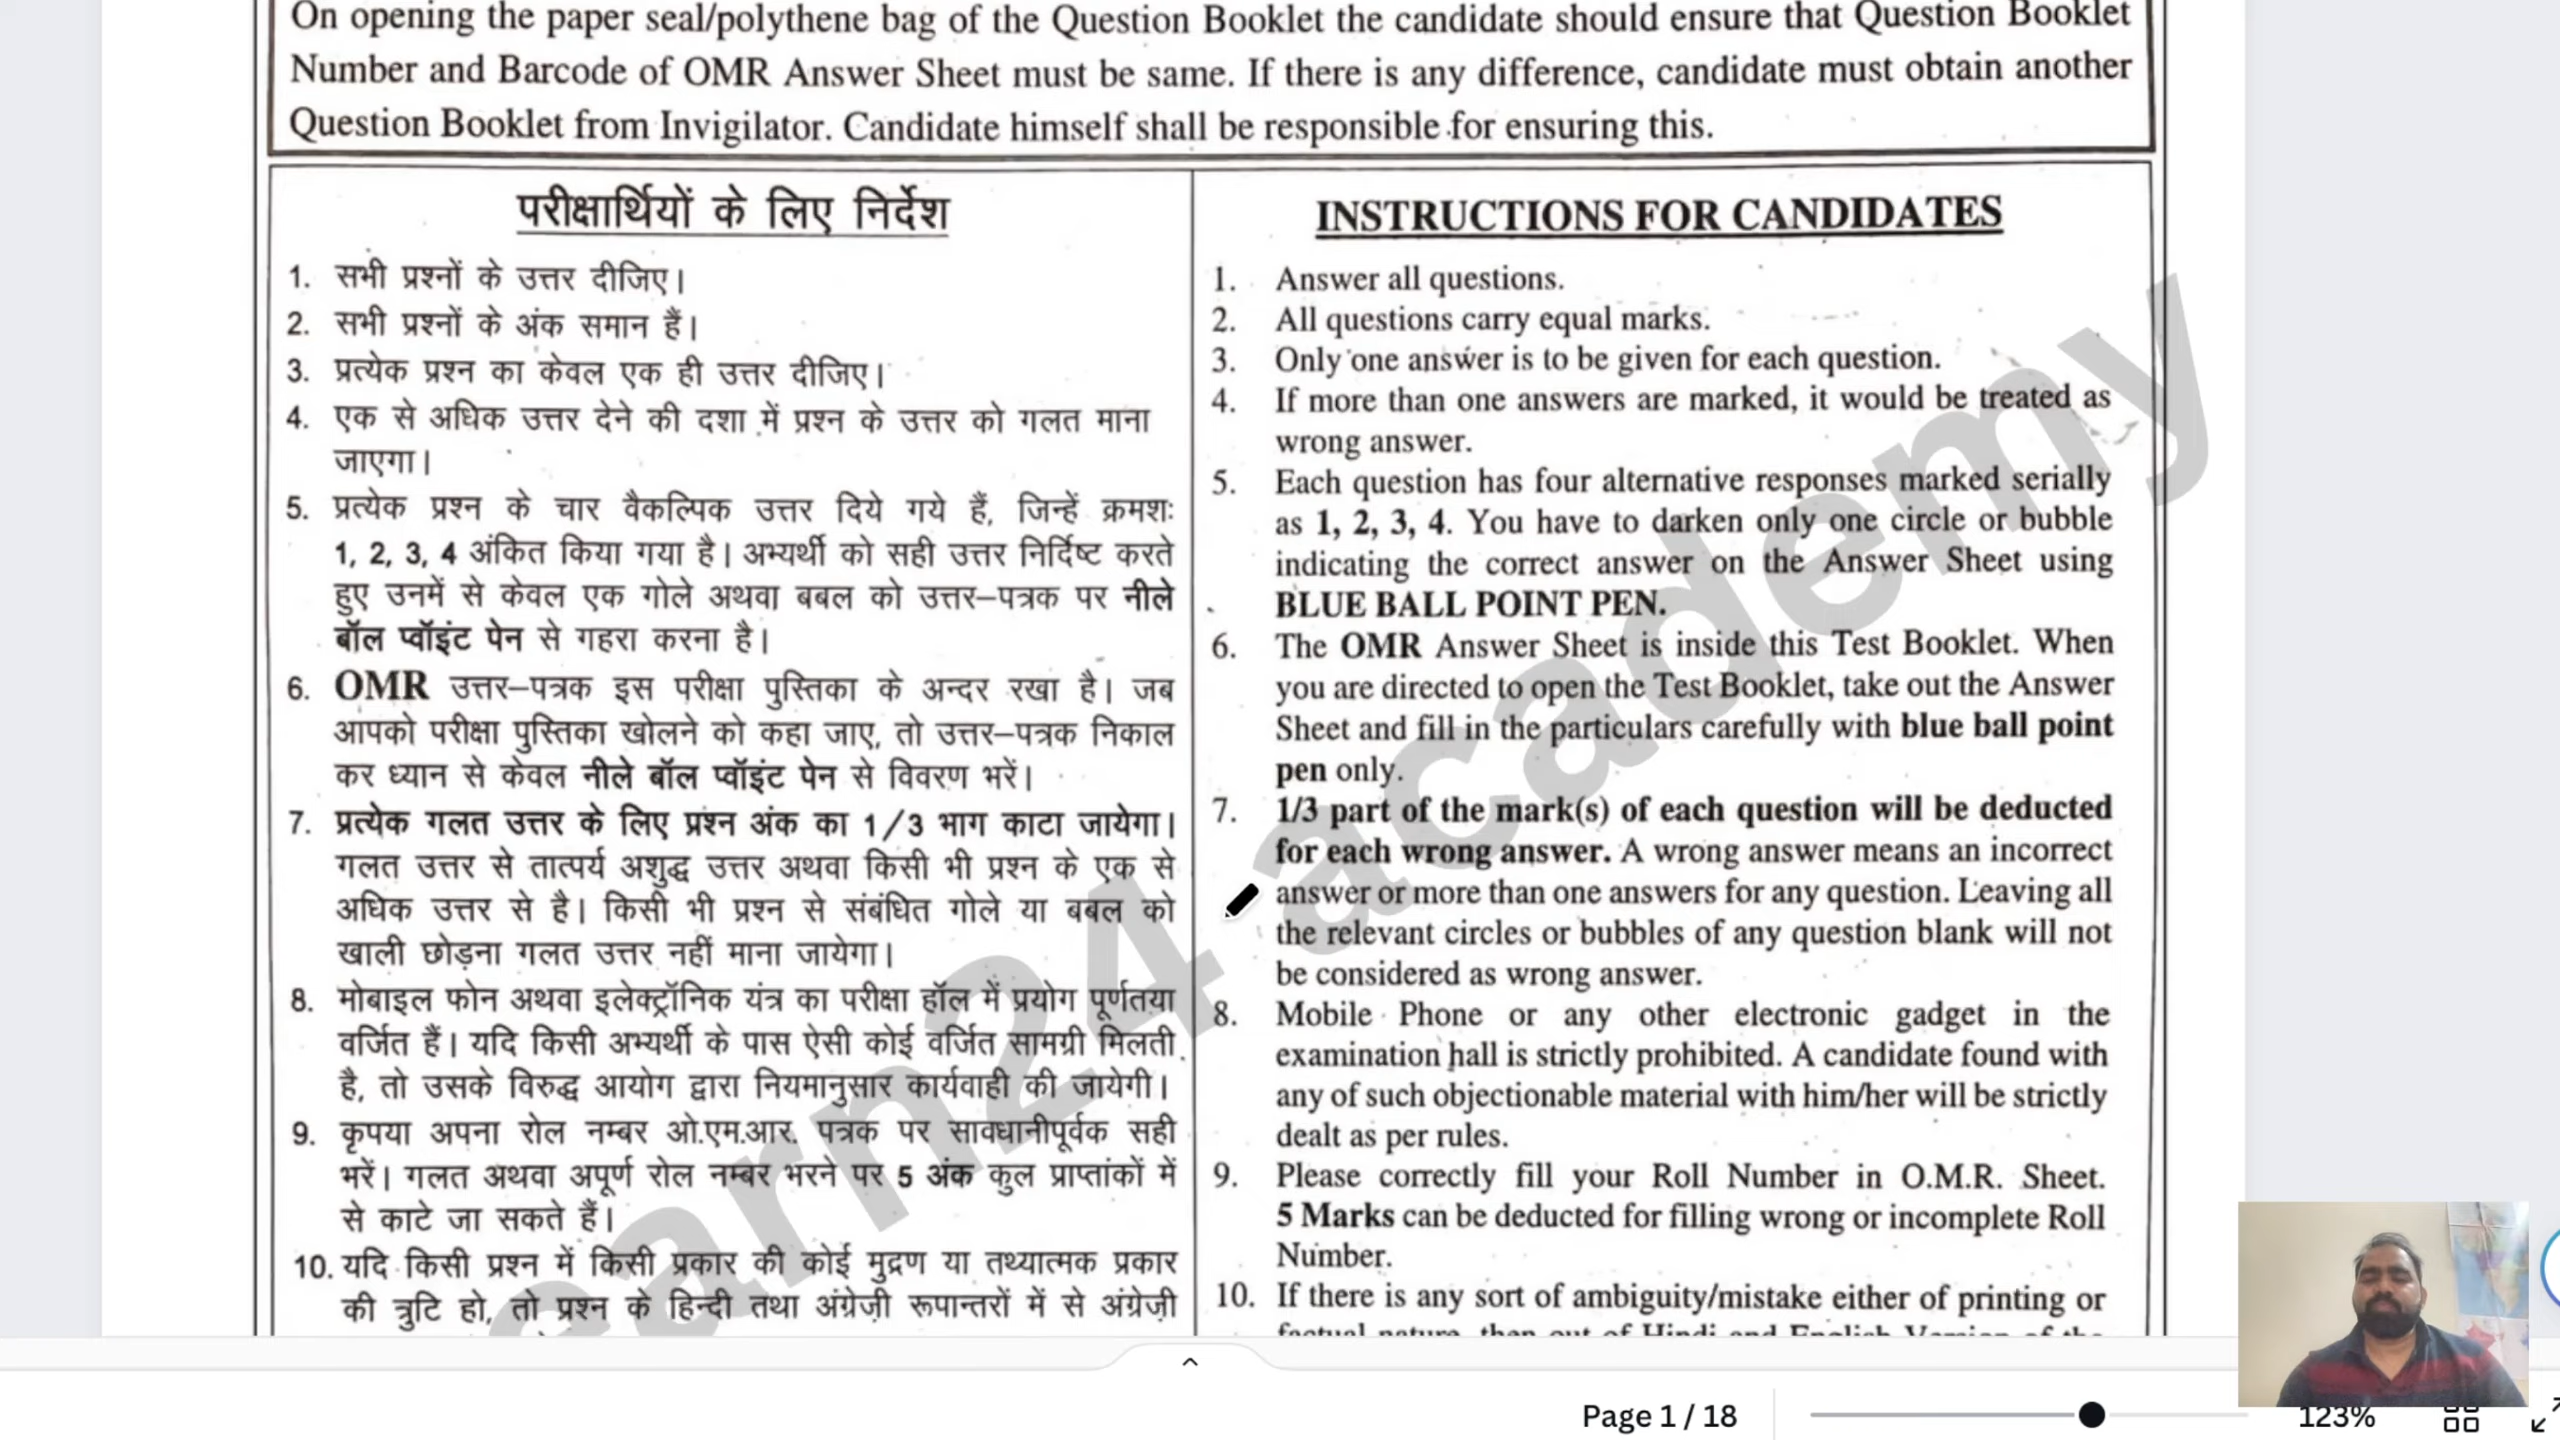 On opening the paper seal/polythene bag of the Question Booklet the candidate should ensure that Question Booklet
Number and Barcode of OMR Answer Sheet must be same. If there is any difference, candidate must obtain another
Question Booklet from Invigilator. Candidate himself shall be responsible for ensuring this.
परीक्षार्थियों के लिए निर्देश
1. सभी प्रश्नों के उत्तर दीजिए।
2. सभी प्रश्नों के अंक समान हैं।
3. प्रत्येक प्रश्न का केवल एक ही उत्तर दीजिए।
4. एक से अधिक उत्तर देने की दशा में प्रश्न के उत्तर को गलत माना
जाएगा।
5. प्रत्येक प्रश्न के चार वैकल्पिक उत्तर दिये गये हैं, जिन्हें क्रमशः
1, 2, 3, 4 अंकित किया गया है। अभ्यर्थी को सही उत्तर निर्दिष्ट करते
हुए उनमें से केवल एक गोले अथवा बबल को उत्तर–पत्रक पर नीले
बॉल प्वॉइंट पेन से गहरा करना है।
6. OMR उत्तर–पत्रक इस परीक्षा पुस्तिका के अन्दर रखा है। जब
आपको परीक्षा पुस्तिका खोलने को कहा जाए, तो उत्तर–पत्रक निकाल
कर ध्यान से केवल नीले बॉल प्वॉइंट पेन से विवरण भरें।
7. प्रत्येक गलत उत्तर के लिए प्रश्न अंक का 1/3 भाग काटा जायेगा।
गलत उत्तर से तात्पर्य अशुद्ध उत्तर अथवा किसी भी प्रश्न के एक से
अधिक उत्तर से है। किसी भी प्रश्न से संबंधित गोले या बबल को
खाली छोड़ना गलत उत्तर नहीं माना जायेगा।
8. मोबाइल फोन अथवा इलेक्ट्रॉनिक यंत्र का परीक्षा हॉल में प्रयोग पूर्णतया
वर्जित हैं। यदि किसी अभ्यर्थी के पास ऐसी कोई वर्जित सामग्री मिलती
है, तो उसके विरुद्ध आयोग द्वारा नियमानुसार कार्यवाही की जायेगी।
9. कृपया अपना रोल नम्बर ओ.एम.आर. पत्रक पर सावधानीपूर्वक सही
भरें। गलत अथवा अपूर्ण रोल नम्बर भरने पर 5 अंक कुल प्राप्तांकों में
से काटे जा सकते हैं।
10. यदि किसी प्रश्न में किसी प्रकार की कोई मुद्रण या तथ्यात्मक प्रकार
की त्रुटि हो, तो प्रश्न के हिन्दी तथा अंग्रेज़ी रूपान्तरों में से अंग्रेज़ी
INSTRUCTIONS FOR CANDIDATES
1. Answer all questions.
2. All questions carry equal marks.
3. Only one answer is to be given for each question.
4. If more than one answers are marked, it would be treated as
wrong answer.
5. Each question has four alternative responses marked serially
as 1, 2, 3, 4. You have to darken only one circle or bubble
indicating the correct answer on the Answer Sheet using
BLUE BALL POINT PEN.
6. The OMR Answer Sheet is inside this Test Booklet. When
you are directed to open the Test Booklet, take out the Answer
Sheet and fill in the particulars carefully with blue ball point
pen only.
7. 1/3 part of the mark(s) of each question will be deducted
for each wrong answer. A wrong answer means an incorrect
answer or more than one answers for any question. Leaving all
the relevant circles or bubbles of any question blank will not
be considered as wrong answer.
8. Mobile Phone or any other electronic gadget in the
examination hall is strictly prohibited. A candidate found with
any of such objectionable material with him/her will be strictly
dealt as per rules.
9. Please correctly fill your Roll Number in O.M.R. Sheet.
5 Marks can be deducted for filling wrong or incomplete Roll
Number.
10. If there is any sort of ambiguity/mistake either of printing or
factual nature, then out of Hindi and English Version of the
earn24 academy
Page 1 / 18
123%